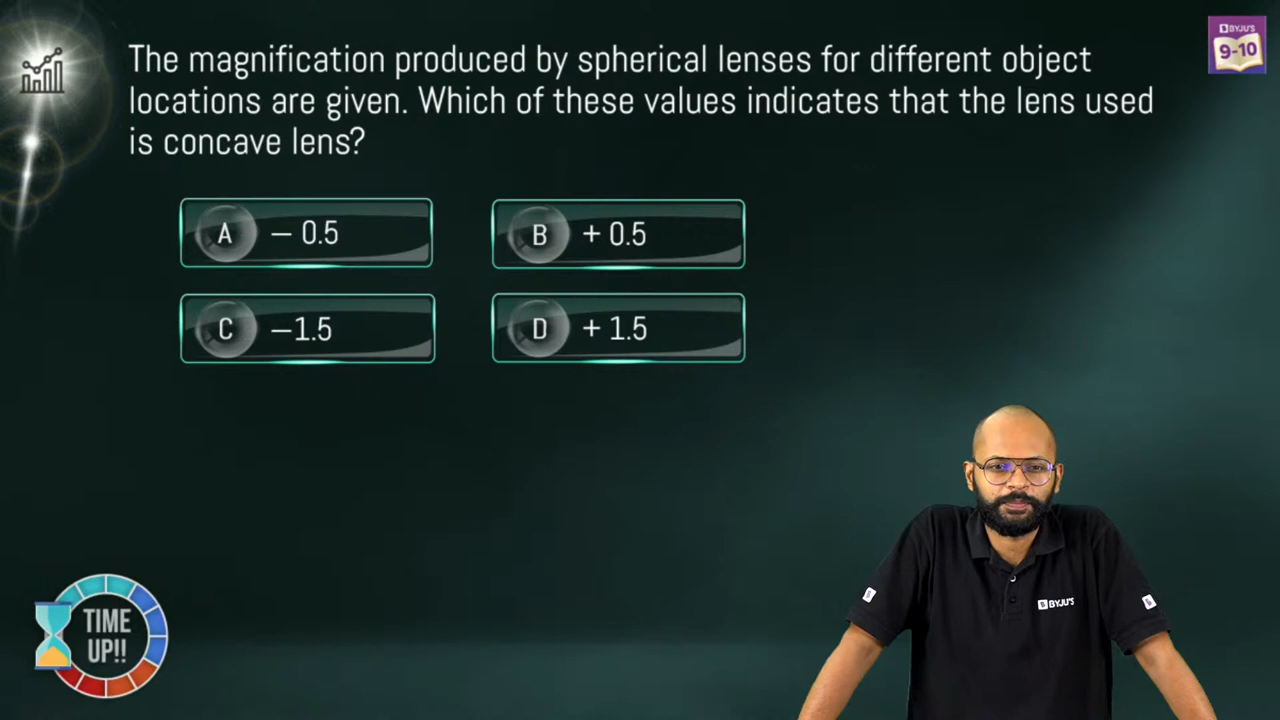 BYJU'S
9-10
The magnification produced by spherical lenses for different object
locations are given. Which of these values indicates that the lens used
is concave lens?
A – 0.5
B + 0.5
C –1.5
D + 1.5
BYJU'S
TIME
UP!!